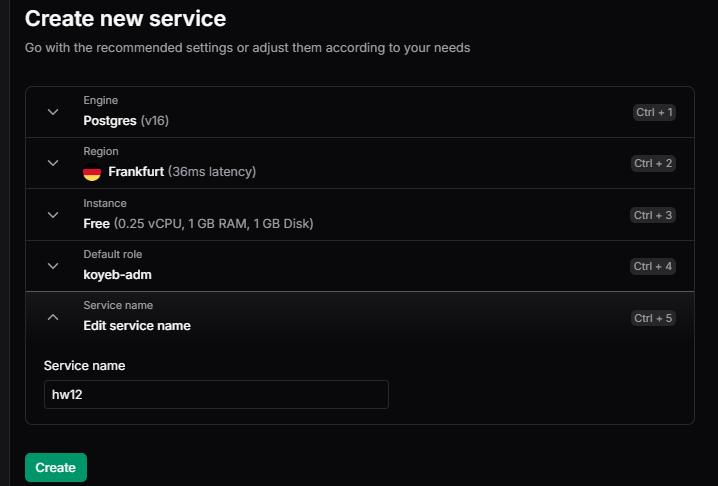 Create new service
Go with the recommended settings or adjust them according to your needs
Engine
Postgres (v16)
Ctrl + 1
Region
Frankfurt (36ms latency)
Ctrl + 2
Instance
Free (0.25 vCPU, 1 GB RAM, 1 GB Disk)
Ctrl + 3
Default role
koyeb-adm
Ctrl + 4
Service name
Edit service name
Ctrl + 5
Service name
hw12
Create